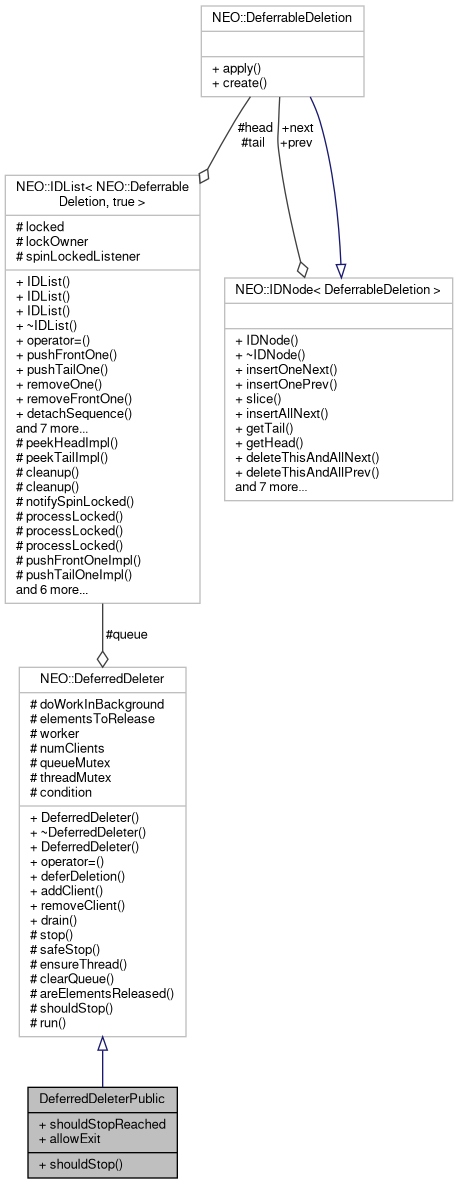 NEO::DeferrableDeletion
+ apply()
+ create()
#head
#tail
+next
+prev
NEO::IDList< NEO::Deferrable
Deletion, true >
# locked
# lockOwner
# spinLockedListener
+ IDList()
+ IDList()
+ IDList()
+ ~IDList()
+ operator=()
+ pushFrontOne()
+ pushTailOne()
+ removeOne()
+ removeFrontOne()
+ detachSequence()
and 7 more...
# peekHeadImpl()
# peekTailImpl()
# cleanup()
# cleanup()
# notifySpinLocked()
# processLocked()
# processLocked()
# processLocked()
# pushFrontOneImpl()
# pushTailOneImpl()
and 6 more...
NEO::IDNode< DeferrableDeletion >
+ IDNode()
+ ~IDNode()
+ insertOneNext()
+ insertOnePrev()
+ slice()
+ insertAllNext()
+ getTail()
+ getHead()
+ deleteThisAndAllNext()
+ deleteThisAndAllPrev()
and 7 more...
#queue
NEO::DeferredDeleter
# doWorkInBackground
# elementsToRelease
# worker
# numClients
# queueMutex
# threadMutex
# condition
+ DeferredDeleter()
+ ~DeferredDeleter()
+ DeferredDeleter()
+ operator=()
+ deferDeletion()
+ addClient()
+ removeClient()
+ drain()
# stop()
# safeStop()
# ensureThread()
# clearQueue()
# areElementsReleased()
# shouldStop()
# run()
DeferredDeleterPublic
+ shouldStopReached
+ allowExit
+ shouldStop()